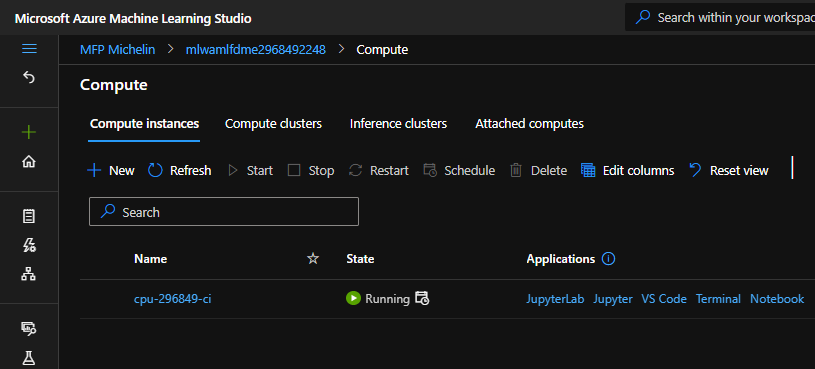 Microsoft Azure Machine Learning Studio
Search within your workspac
MFP Michelin > mlwamlfdme2968492248 > Compute
Compute
Compute instances Compute clusters Inference clusters Attached computes
New Refresh Start Stop Restart Schedule Delete Edit columns Reset view
Search
Name State Applications
cpu-296849-ci Running JupyterLab Jupyter VS Code Terminal Notebook